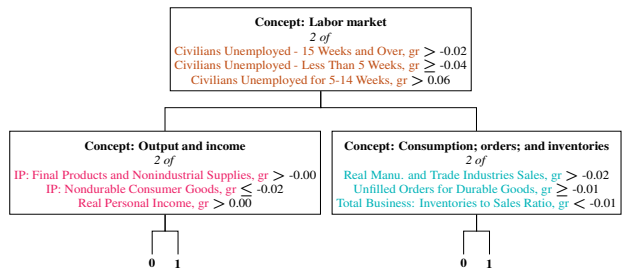 Concept: Labor market
2 of
Civilians Unemployed - 15 Weeks and Over, gr > -0.02
Civilians Unemployed - Less Than 5 Weeks, gr ≥ -0.04
Civilians Unemployed for 5-14 Weeks, gr > 0.06
Concept: Output and income
2 of
IP: Final Products and Nonindustrial Supplies, gr > -0.00
IP: Nondurable Consumer Goods, gr ≤ -0.02
Real Personal Income, gr > 0.00
Concept: Consumption; orders; and inventories
2 of
Real Manu. and Trade Industries Sales, gr > -0.02
Unfilled Orders for Durable Goods, gr ≥ -0.01
Total Business: Inventories to Sales Ratio, gr < -0.01
0 1
0 1